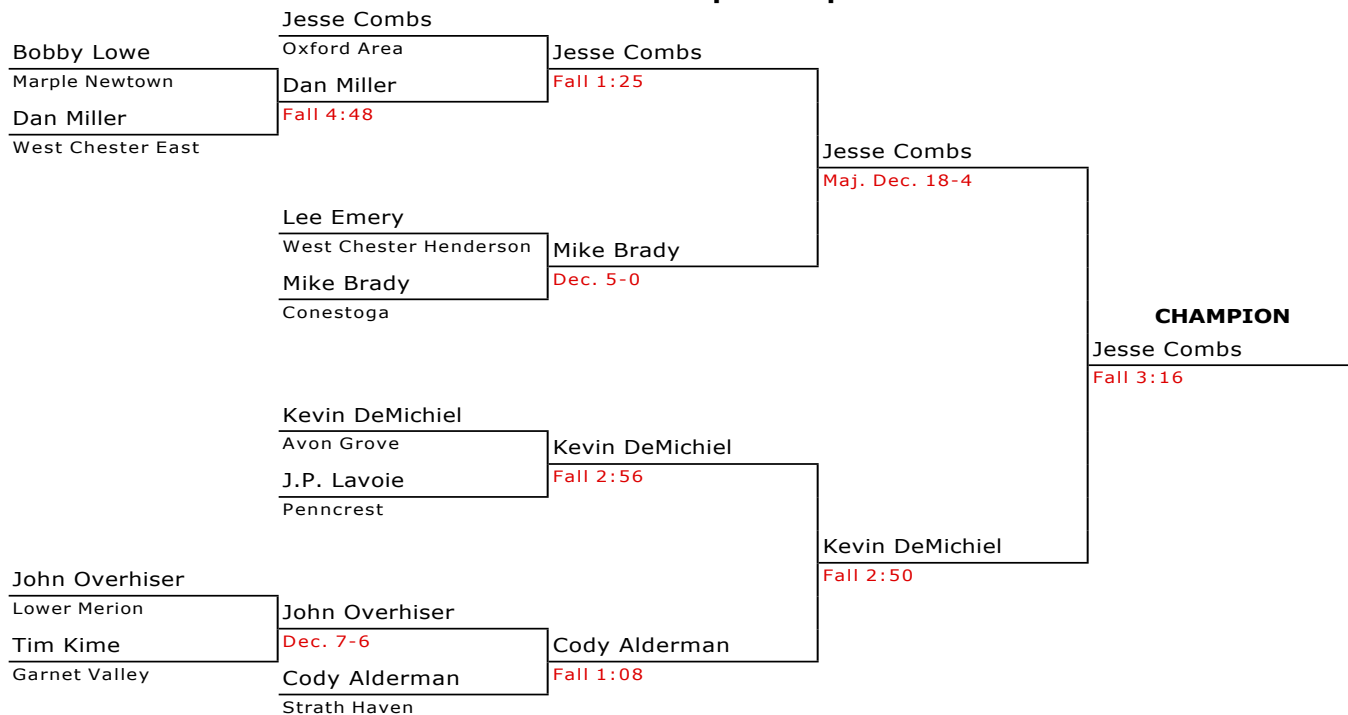 Jesse Combs
Oxford Area
Bobby Lowe
Marple Newtown
Dan Miller
West Chester East
Dan Miller
Fall 4:48
Jesse Combs
Fall 1:25
Jesse Combs
Maj. Dec. 18-4
Lee Emery
West Chester Henderson
Mike Brady
Conestoga
Mike Brady
Dec. 5-0
CHAMPION
Jesse Combs
Fall 3:16
Kevin DeMichiel
Avon Grove
J.P. Lavoie
Penncrest
Kevin DeMichiel
Fall 2:56
Kevin DeMichiel
Fall 2:50
John Overhiser
Lower Merion
Tim Kime
Garnet Valley
John Overhiser
Dec. 7-6
Cody Alderman
Strath Haven
Cody Alderman
Fall 1:08